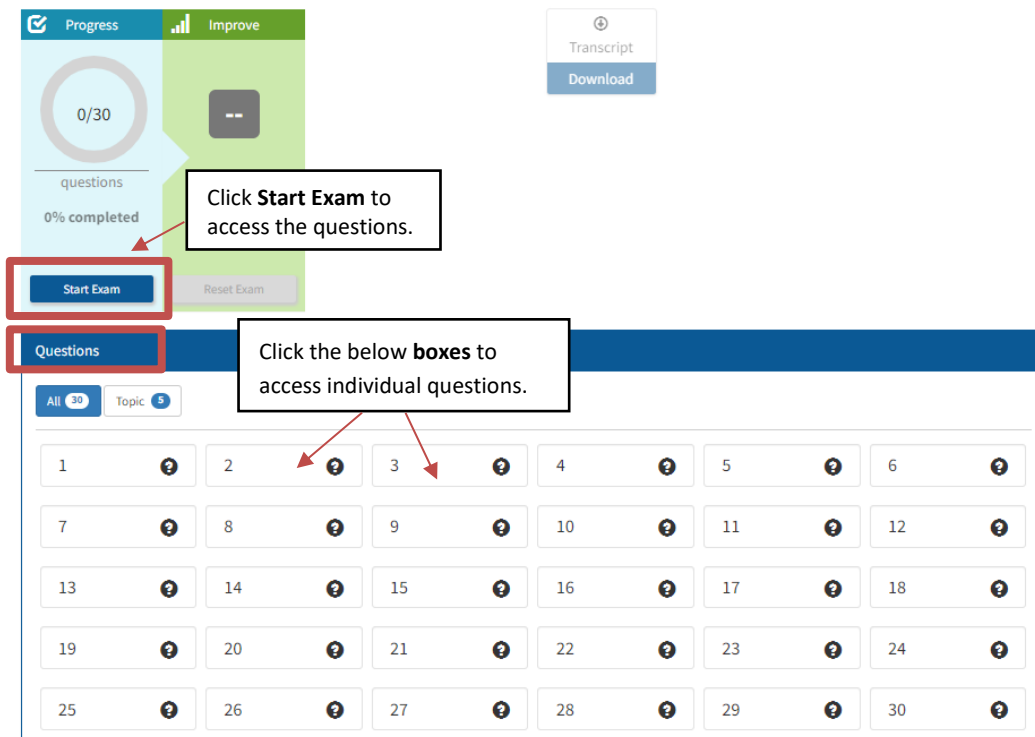 Progress
Improve
Transcript
Download
0/30
--
questions
0% completed
Click Start Exam to
access the questions.
Start Exam
Reset Exam
Questions
Click the below boxes to
access individual questions.
All 30
Topic 5
1 ? 2 ? 3 ? 4 ? 5 ? 6 ?
7 ? 8 ? 9 ? 10 ? 11 ? 12 ?
13 ? 14 ? 15 ? 16 ? 17 ? 18 ?
19 ? 20 ? 21 ? 22 ? 23 ? 24 ?
25 ? 26 ? 27 ? 28 ? 29 ? 30 ?